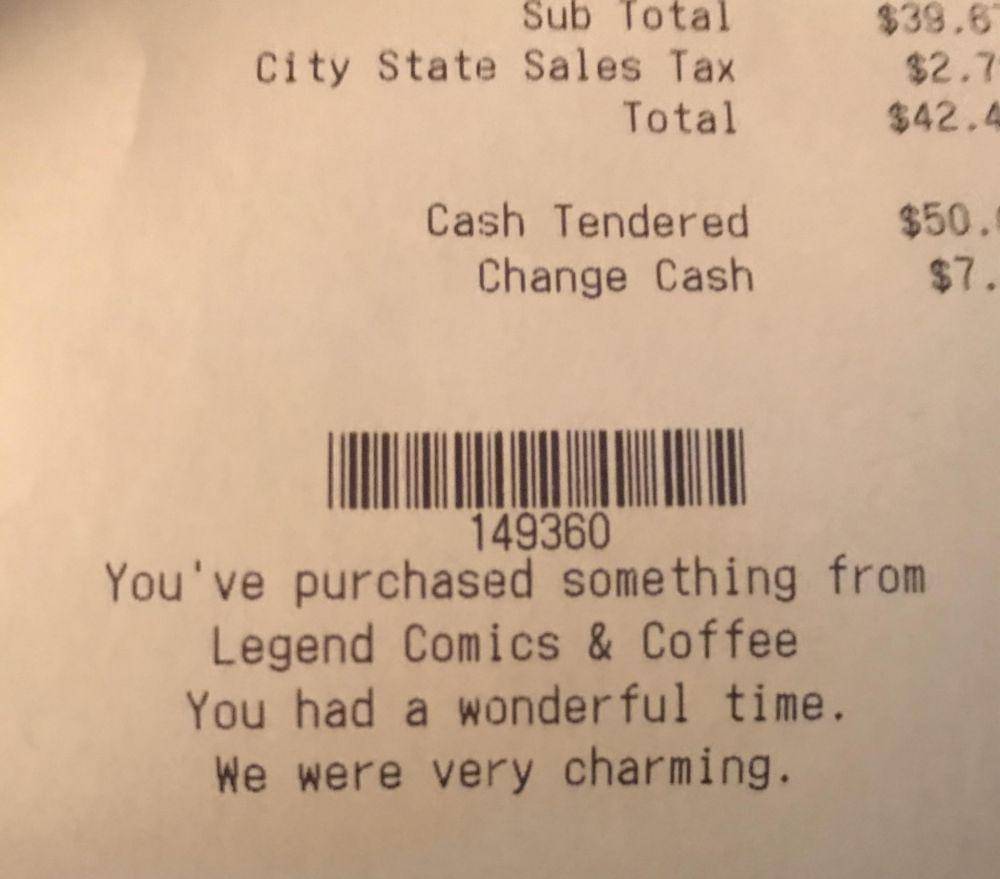 Sub Total $39.6
City State Sales Tax $2.7
Total $42.4
Cash Tendered $50.
Change Cash $7.
149360
You've purchased something from
Legend Comics & Coffee
You had a wonderful time.
We were very charming.